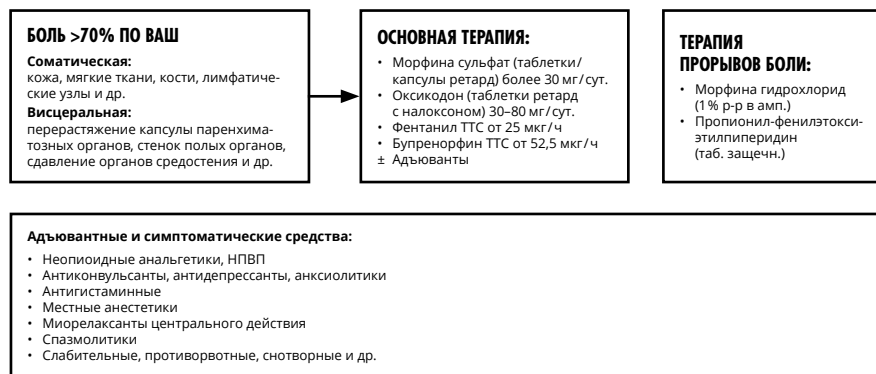 БОЛЬ >70% ПО ВАШ
Соматическая:
кожа, мягкие ткани, кости, лимфатиче-
ские узлы и др.
Висцеральная:
перерастяжение капсулы паренхима-
тозных органов, стенок полых органов,
сдавление органов средостения и др.
ОСНОВНАЯ ТЕРАПИЯ:
• Морфина сульфат (таблетки/
капсулы ретард) более 30 мг/сут.
• Оксикодон (таблетки ретард
с налоксоном) 30–80 мг/сут.
• Фентанил ТТС от 25 мкг/ч
• Бупренорфин ТТС от 52,5 мкг/ч
± Адъюванты
ТЕРАПИЯ
ПРОРЫВОВ БОЛИ:
• Морфина гидрохлорид
(1% р-р в амп.)
• Пропионил-фенилэтокси-
этилпиперидин
(таб. защечн.)
Адъювантные и симптоматические средства:
• Неопиоидные анальгетики, НПВП
• Антиконвульсанты, антидепрессанты, анксиолитики
• Антигистаминные
• Местные анестетики
• Миорелаксанты центрального действия
• Спазмолитики
• Слабительные, противорвотные, снотворные и др.